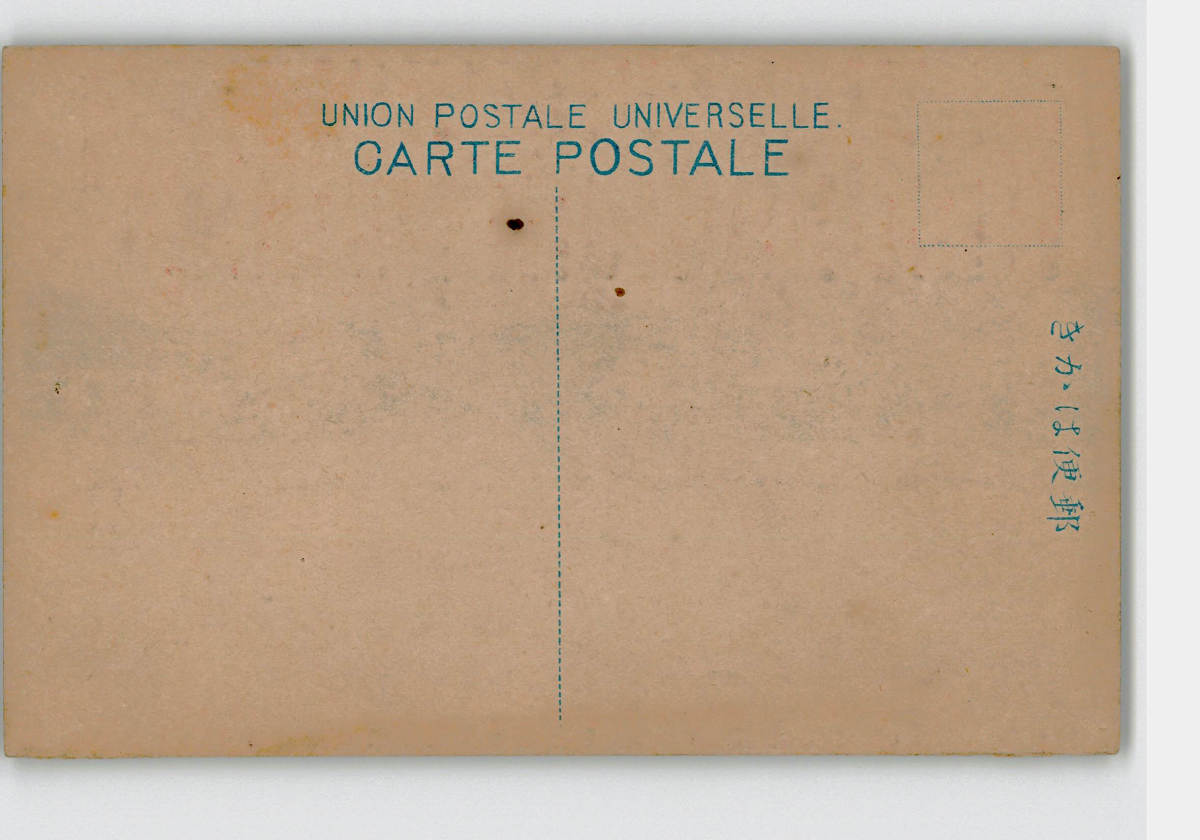 UNION POSTALE UNIVERSELLE.
CARTE POSTALE
郵便はがき